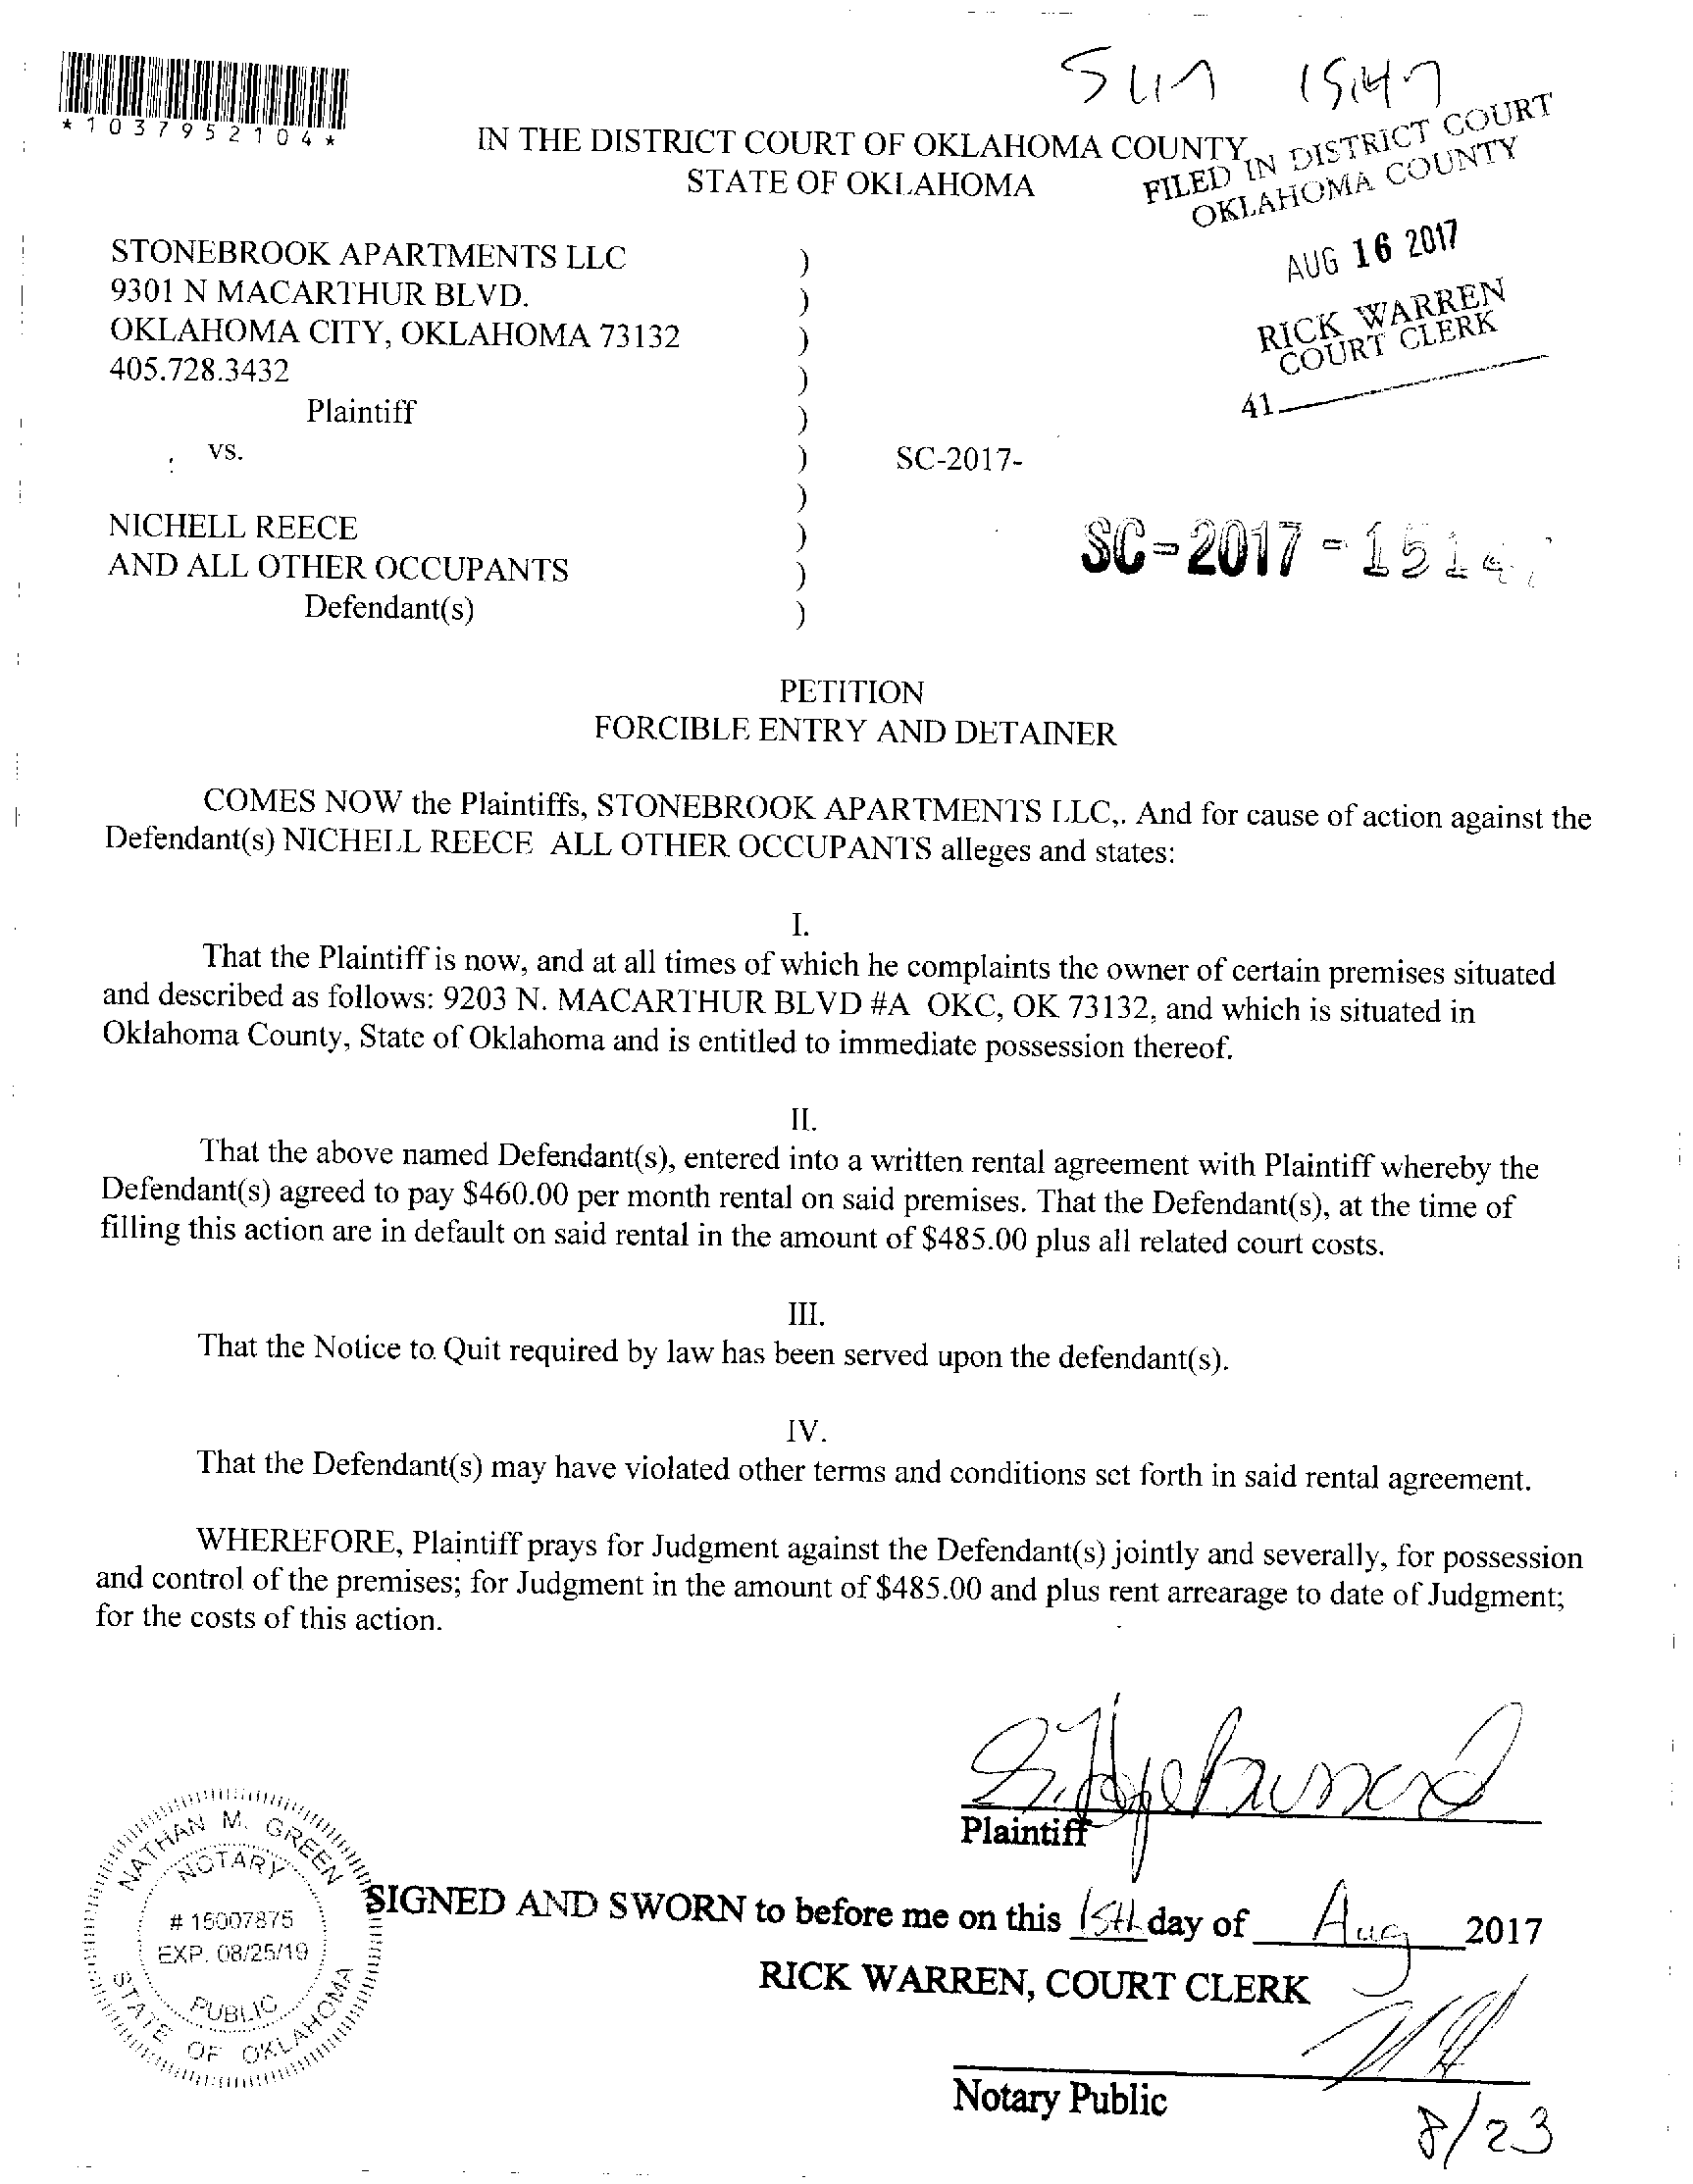 *1037952104*
IN THE DISTRICT COURT OF OKLAHOMA COUNTY
STATE OF OKLAHOMA
FILED IN DISTRICT COURT
OKLAHOMA COUNTY
AUG 16 2017
RICK WARREN
COURT CLERK
41
STONEBROOK APARTMENTS LLC )
9301 N MACARTHUR BLVD. )
OKLAHOMA CITY, OKLAHOMA 73132 )
405.728.3432 )
Plaintiff )
vs. ) SC-2017-
)
NICHELL REECE )
AND ALL OTHER OCCUPANTS )
Defendant(s) )
SC-2017-1514
PETITION
FORCIBLE ENTRY AND DETAINER
COMES NOW the Plaintiffs, STONEBROOK APARTMENTS LLC,. And for cause of action against the
Defendant(s) NICHELL REECE ALL OTHER OCCUPANTS alleges and states:
I.
That the Plaintiff is now, and at all times of which he complaints the owner of certain premises situated
and described as follows: 9203 N. MACARTHUR BLVD #A OKC, OK 73132, and which is situated in
Oklahoma County, State of Oklahoma and is entitled to immediate possession thereof.
II.
That the above named Defendant(s), entered into a written rental agreement with Plaintiff whereby the
Defendant(s) agreed to pay $460.00 per month rental on said premises. That the Defendant(s), at the time of
filling this action are in default on said rental in the amount of $485.00 plus all related court costs.
III.
That the Notice to Quit required by law has been served upon the defendant(s).
IV.
That the Defendant(s) may have violated other terms and conditions set forth in said rental agreement.
WHEREFORE, Plaintiff prays for Judgment against the Defendant(s) jointly and severally, for possession
and control of the premises; for Judgment in the amount of $485.00 and plus rent arrearage to date of Judgment;
for the costs of this action.
Plaintiff
NATHAN M. GREEN
NOTARY
# 15007875
EXP. 08/25/19
PUBLIC
STATE OF OKLAHOMA
SIGNED AND SWORN to before me on this 15th day of Aug 2017
RICK WARREN, COURT CLERK
Notary Public
8/23